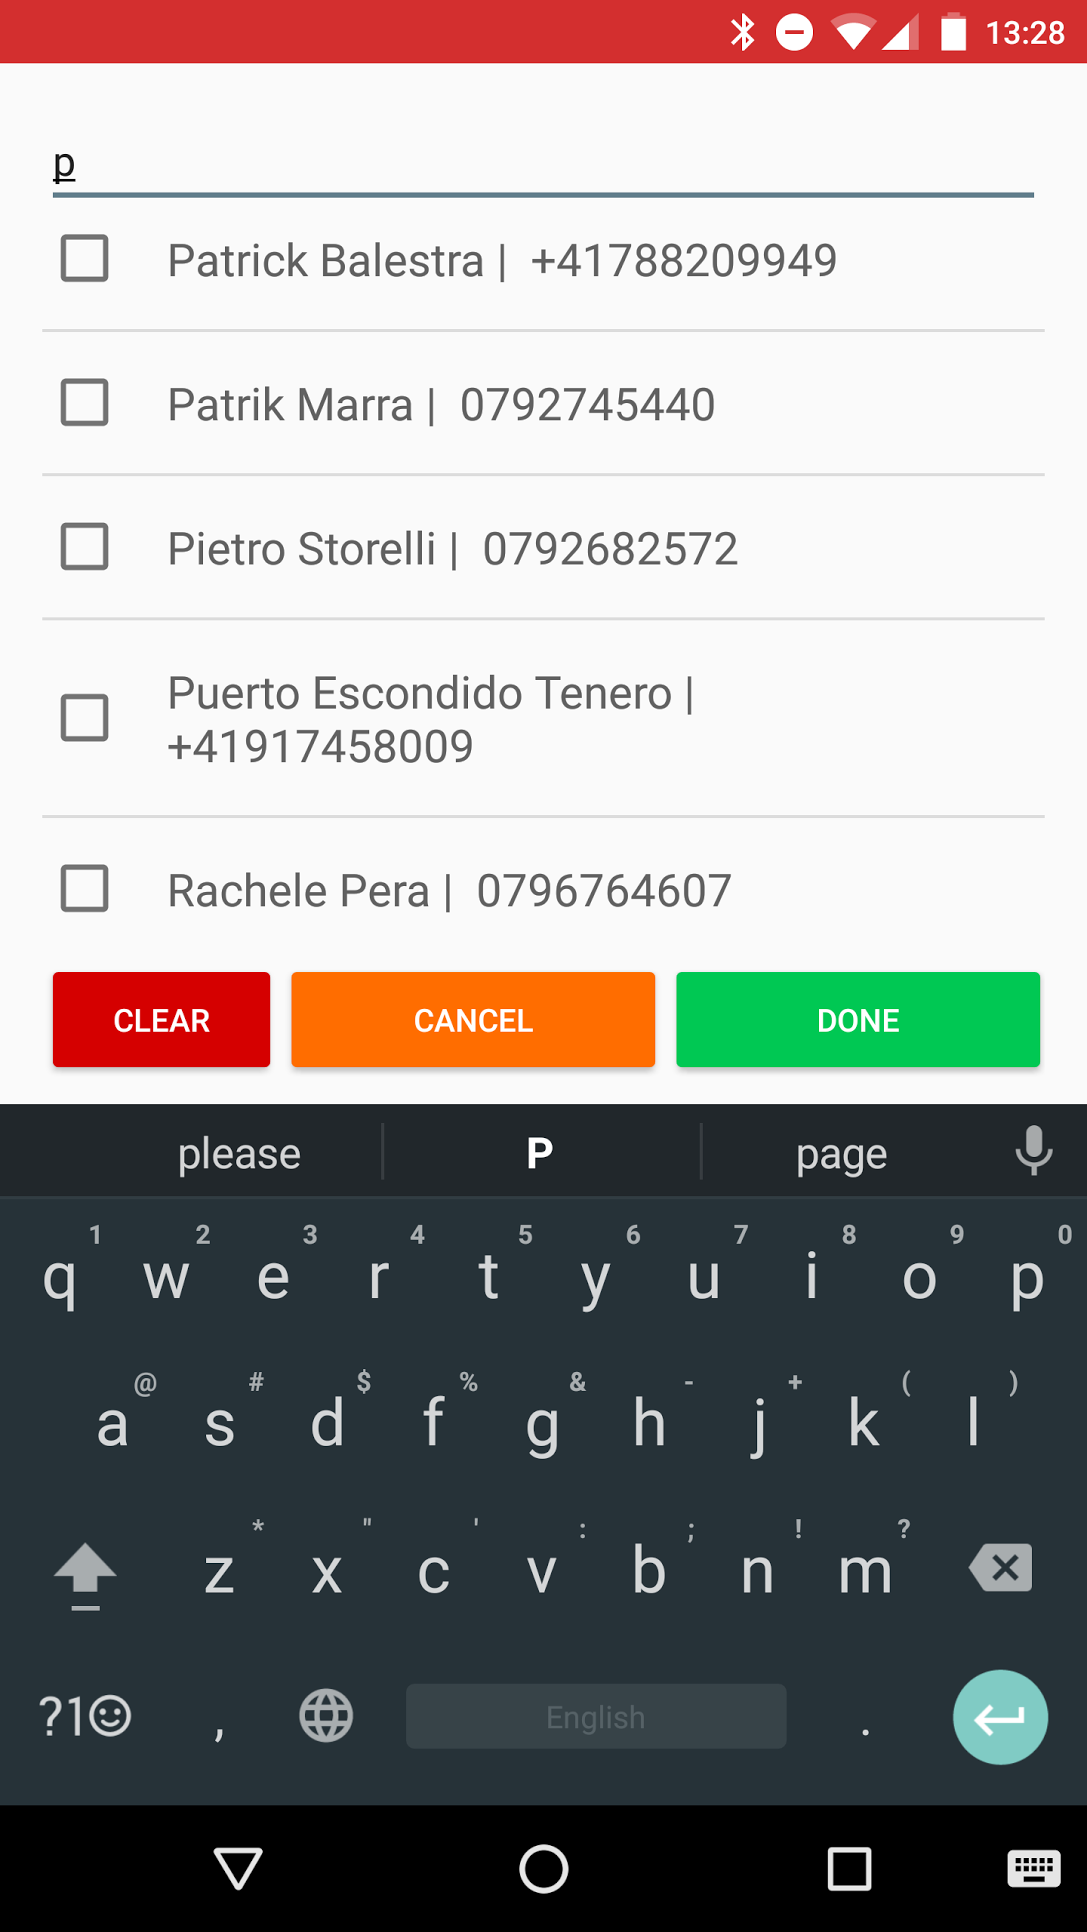 13:28
p
Patrick Balestra | +41788209949
Patrik Marra | 0792745440
Pietro Storelli | 0792682572
Puerto Escondido Tenero |
+41917458009
Rachele Pera | 0796764607
CLEAR CANCEL DONE
please P page
1 2 3 4 5 6 7 8 9 0
q w e r t y u i o p
@ # $ % & - + ( )
a s d f g h j k l
* " ' : ; ! ?
z x c v b n m
?1☺ , English .